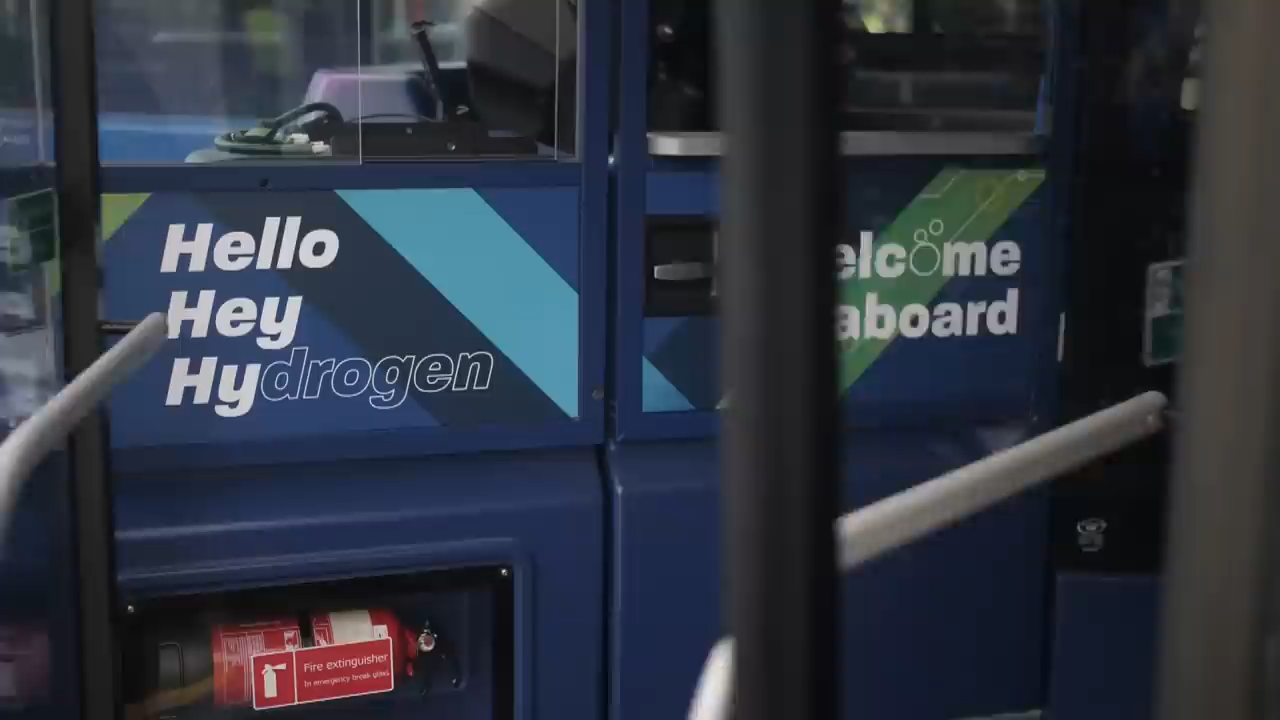 Hello
Hey
Hydrogen
elcome
aboard
Fire extinguisher
In emergency break glass